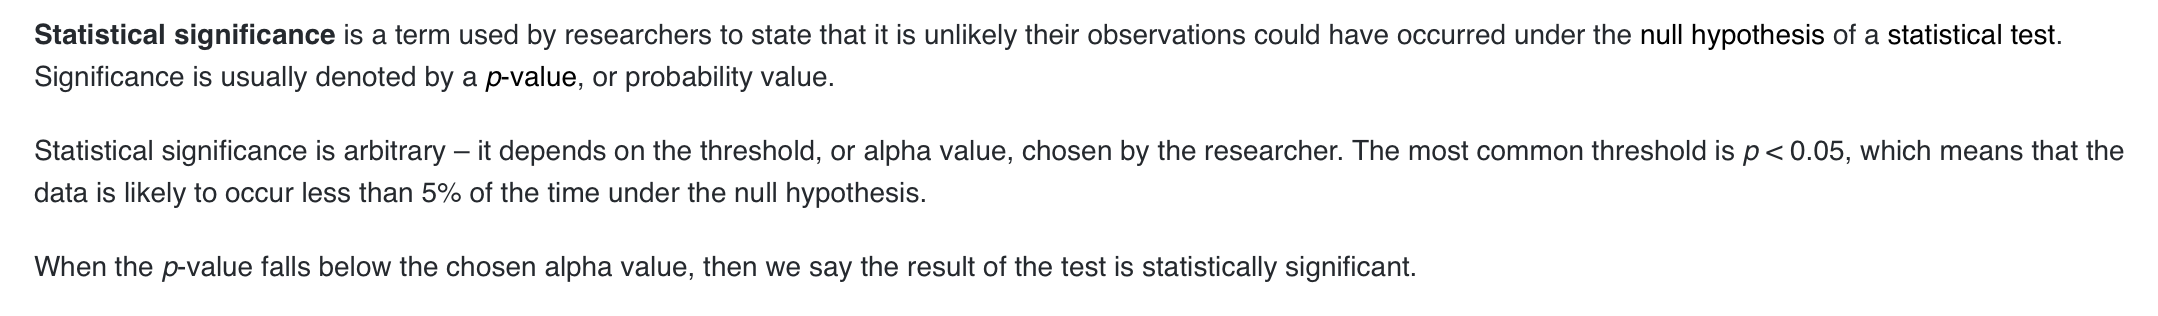 Statistical significance is a term used by researchers to state that it is unlikely their observations could have occurred under the null hypothesis of a statistical test.
Significance is usually denoted by a p-value, or probability value.
Statistical significance is arbitrary – it depends on the threshold, or alpha value, chosen by the researcher. The most common threshold is p < 0.05, which means that the
data is likely to occur less than 5% of the time under the null hypothesis.
When the p-value falls below the chosen alpha value, then we say the result of the test is statistically significant.